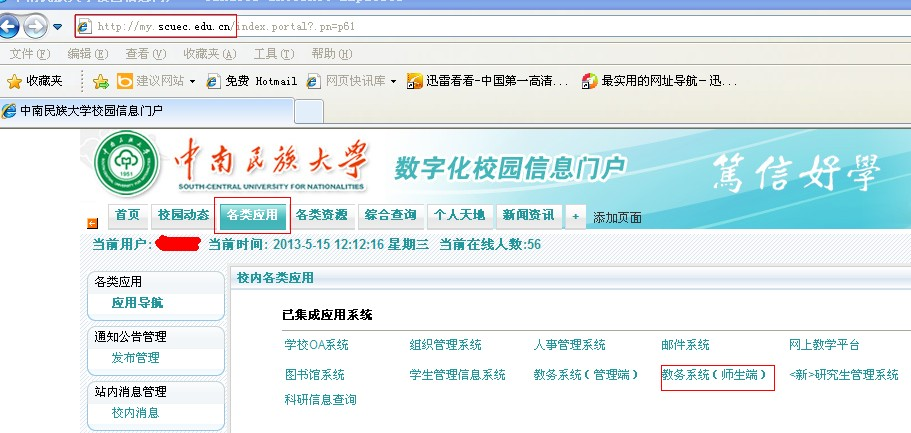 http://my.scuec.edu.cn/index.portal?.pn=p61
文件(F) 编辑(E) 查看(V) 收藏夹(A) 工具(T) 帮助(H)
收藏夹 建议网站 免费 Hotmail 网页快讯库 迅雷看看-中国第一高清... 最实用的网址导航-迅...
中南民族大学校园信息门户
中南民族大学 数字化校园信息门户 篤信好學
SOUTH-CENTRAL UNIVERSITY FOR NATIONALITIES
1951
首页 校园动态 各类应用 各类资源 综合查询 个人天地 新闻资讯 + 添加页面
当前用户: 当前时间: 2013-5-15 12:12:16 星期三 当前在线人数:56
各类应用
应用导航
通知公告管理
发布管理
站内消息管理
校内消息
校内各类应用
已集成应用系统
学校OA系统 组织管理系统 人事管理系统 邮件系统 网上教学平台
图书馆系统 学生管理信息系统 教务系统(管理端) 教务系统(师生端) <新>研究生管理系统
科研信息查询